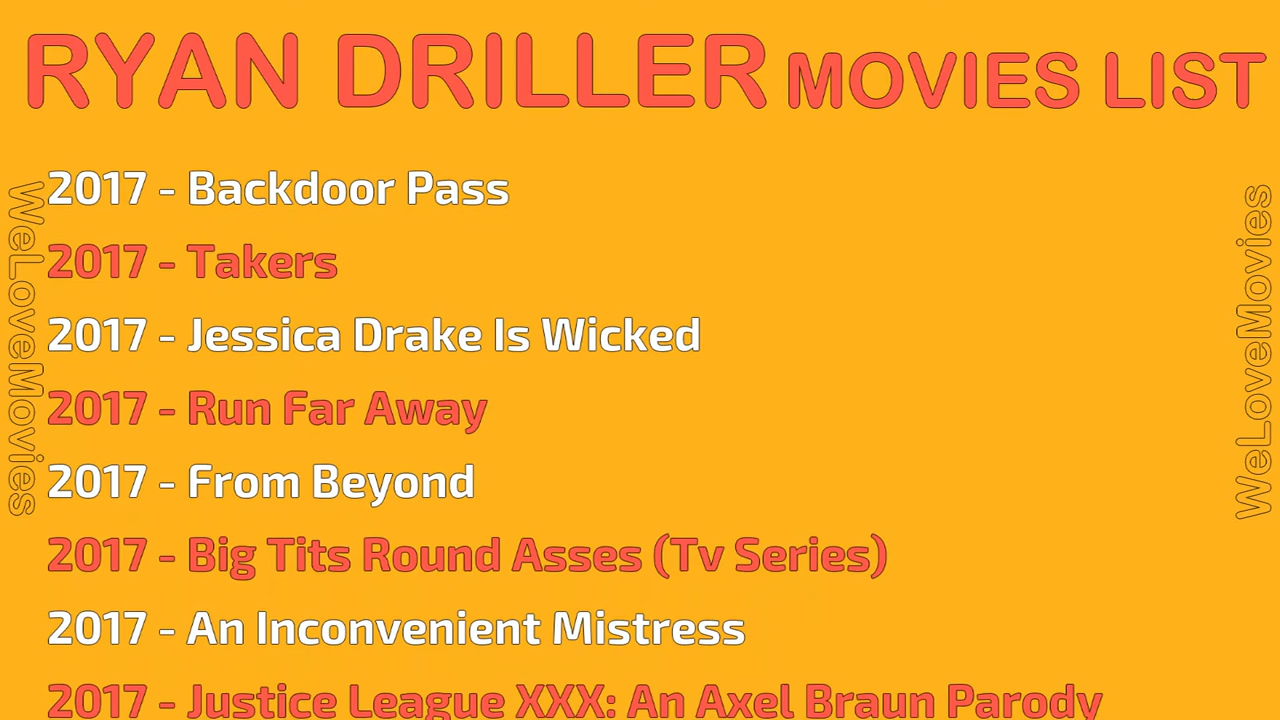 RYAN DRILLER MOVIES LIST
2017 - Backdoor Pass
2017 - Takers
2017 - Jessica Drake Is Wicked
2017 - Run Far Away
2017 - From Beyond
2017 - Big Tits Round Asses (Tv Series)
2017 - An Inconvenient Mistress
2017 - Justice League XXX: An Axel Braun Parody
WeLoveMovies
WeLoveMovies